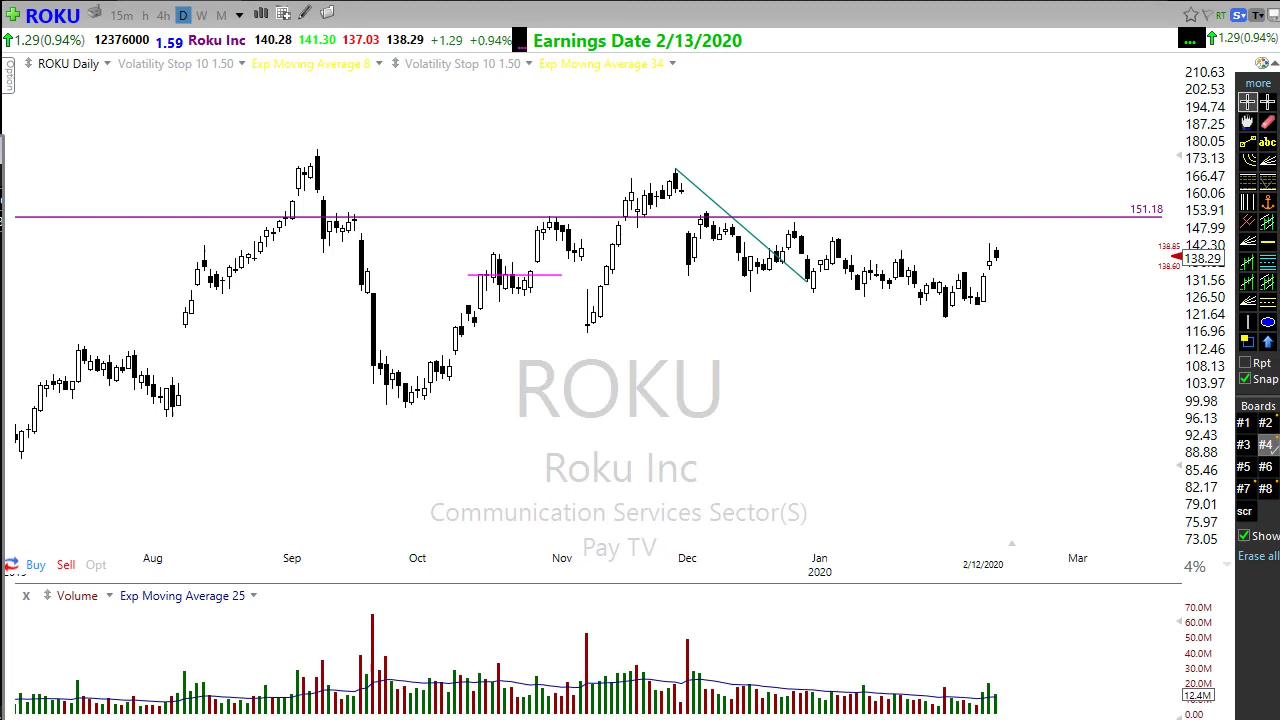 ROKU 15m h 4h D W M RT S T
1.29(0.94%) 12376000 1.59 Roku Inc 140.28 141.30 137.03 138.29 +1.29 +0.94% ... Earnings Date 2/13/2020 ... 1.29(0.94%)
Option
ROKU Daily Volatility Stop 10 1.50 Exp Moving Average 8 Volatility Stop 10 1.50 Exp Moving Average 34
210.63
202.53
194.74
187.25
180.05
173.13
166.47
160.06
153.91
147.99
142.30
138.29
131.56
126.50
121.64
116.96
112.46
108.13
103.97
99.98
96.13
92.43
88.88
85.46
82.17
79.01
75.97
73.05
151.18
138.85
138.60
more
abc
Rpt
Snap
Boards
#1 #2
#3 #4
#5 #6
#7 #8
scr
Show
Erase all
ROKU
Roku Inc
Communication Services Sector(S)
Pay TV
Aug Sep Oct Nov Dec Jan Mar
2020 2/12/2020
Buy Sell Opt
4%
x Volume Exp Moving Average 25
70.0M
60.0M
50.0M
40.0M
30.0M
20.0M
12.4M
0.00